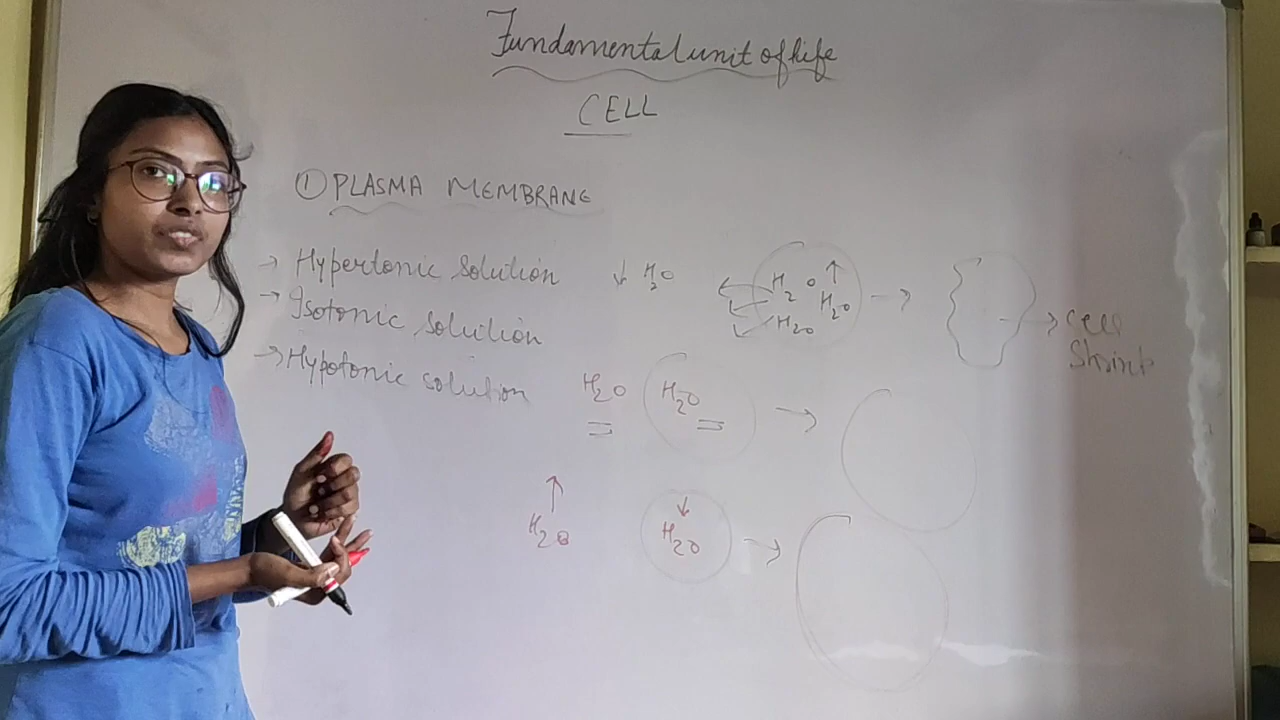 Fundamental unit of life
CELL
① PLASMA MEMBRANE
→ Hypertonic solution ↓ H2O
H2O ↑
H2O
H2O
→
→ cell
shrink
→ Isotonic solution
→ Hypotonic solution
H2O H2O →
= =
↑ ↓
H2O H2O →